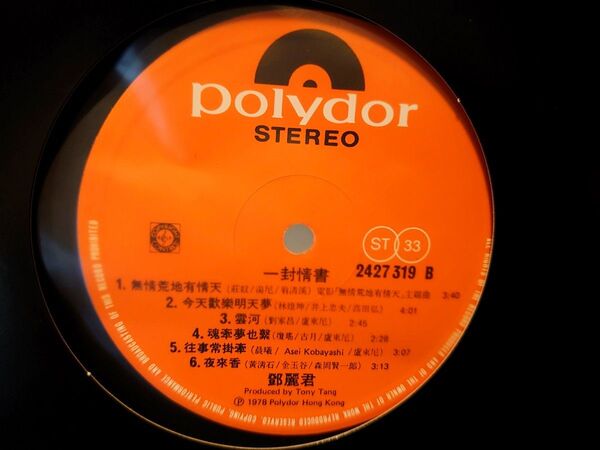 polydor
STEREO
ST 33
一封情書
2427 319 B
1. 無情荒地有情天 (莊奴/湯尼/翁清溪) 電影「無情荒地有情天」主題曲 3:40
2. 今天歡樂明天夢 (林煌坤/井上忠夫/高田弘) 4:01
3. 雲河 (劉家昌/盧東尼) 2:45
4. 魂牽夢也繫 (瓊瑤/古月/盧東尼) 2:28
5. 往事常掛牽 (晨曦/ Asei Kobayashi /盧東尼) 3:07
6. 夜來香 (黃清石/金玉谷/森岡賢一郎) 3:13
鄧麗君
Produced by Tony Tang
Ⓟ 1978 Polydor Hong Kong